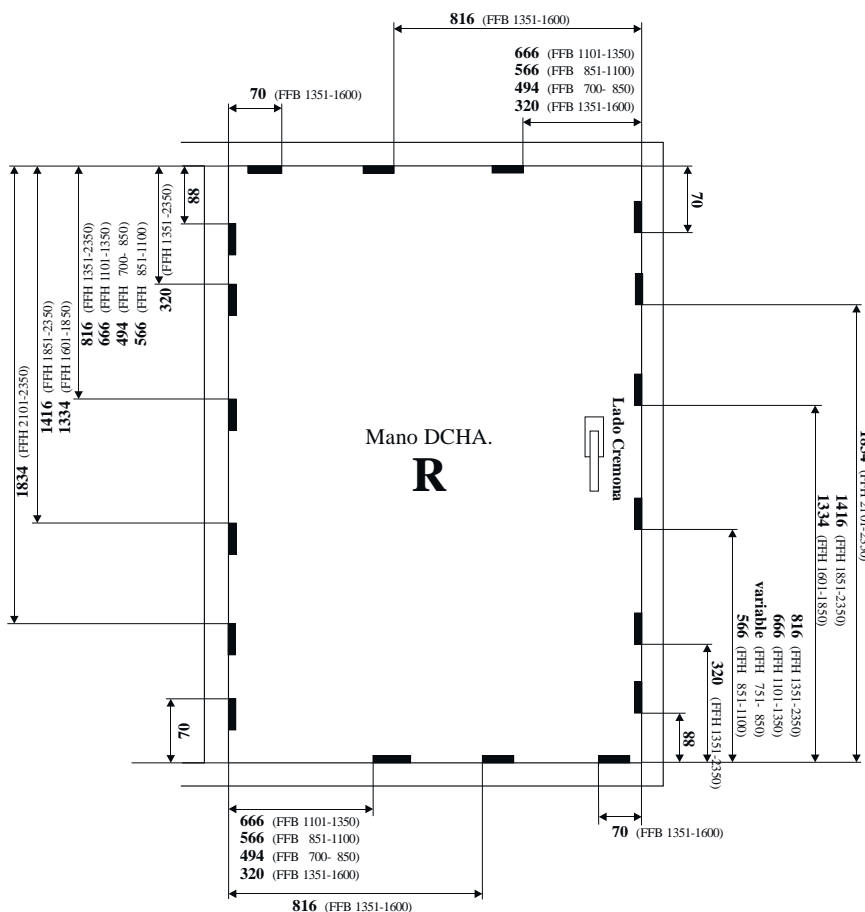 816 (FFB 1351-1600)
666 (FFB 1101-1350)
566 (FFB 851-1100)
494 (FFB 700- 850)
320 (FFB 1351-1600)
70 (FFB 1351-1600)
88
320 (FFH 1351-2350)
816 (FFH 1351-2350)
666 (FFH 1101-1350)
494 (FFH 700- 850)
566 (FFH 851-1100)
1416 (FFH 1851-2350)
1334 (FFH 1601-1850)
1834 (FFH 2101-2350)
70
70
Mano DCHA.
R
Lado Cremona
1834 (FFH 2101-2350)
1416 (FFH 1851-2350)
1334 (FFH 1601-1850)
816 (FFH 1351-2350)
666 (FFH 1101-1350)
variable (FFH 751- 850)
566 (FFH 851-1100)
320 (FFH 1351-2350)
88
666 (FFB 1101-1350)
566 (FFB 851-1100)
494 (FFB 700- 850)
320 (FFB 1351-1600)
70 (FFB 1351-1600)
816 (FFB 1351-1600)